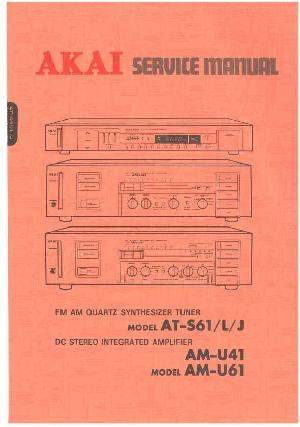 AKAI SERVICE MANUAL
FM AM QUARTZ SYNTHESIZER TUNER
MODEL AT-S61/L/J
DC STEREO INTEGRATED AMPLIFIER
AM-U41
MODEL AM-U61